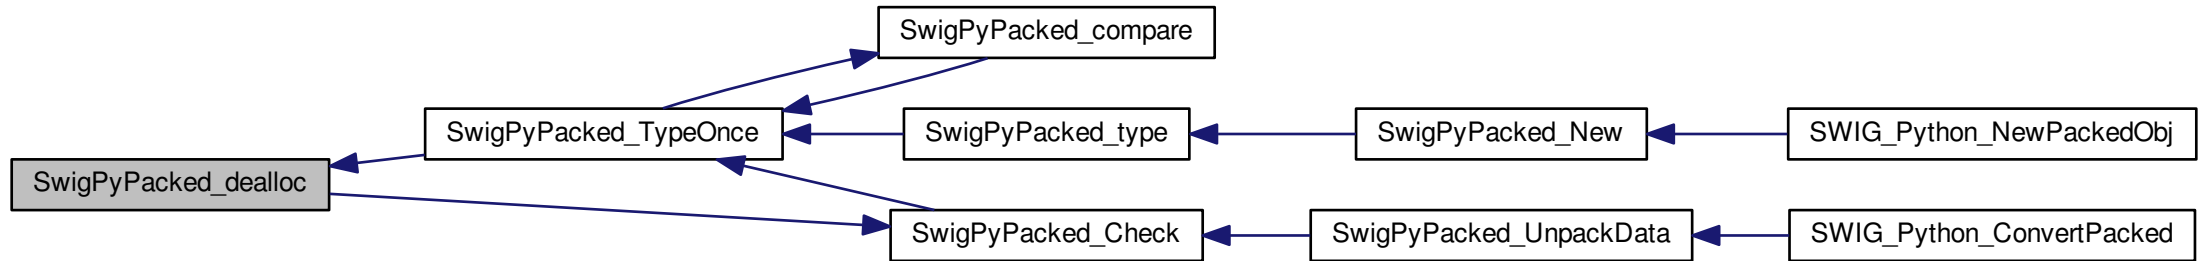 SwigPyPacked_compare
SwigPyPacked_TypeOnce
SwigPyPacked_type
SwigPyPacked_New
SWIG_Python_NewPackedObj
SwigPyPacked_dealloc
SwigPyPacked_Check
SwigPyPacked_UnpackData
SWIG_Python_ConvertPacked